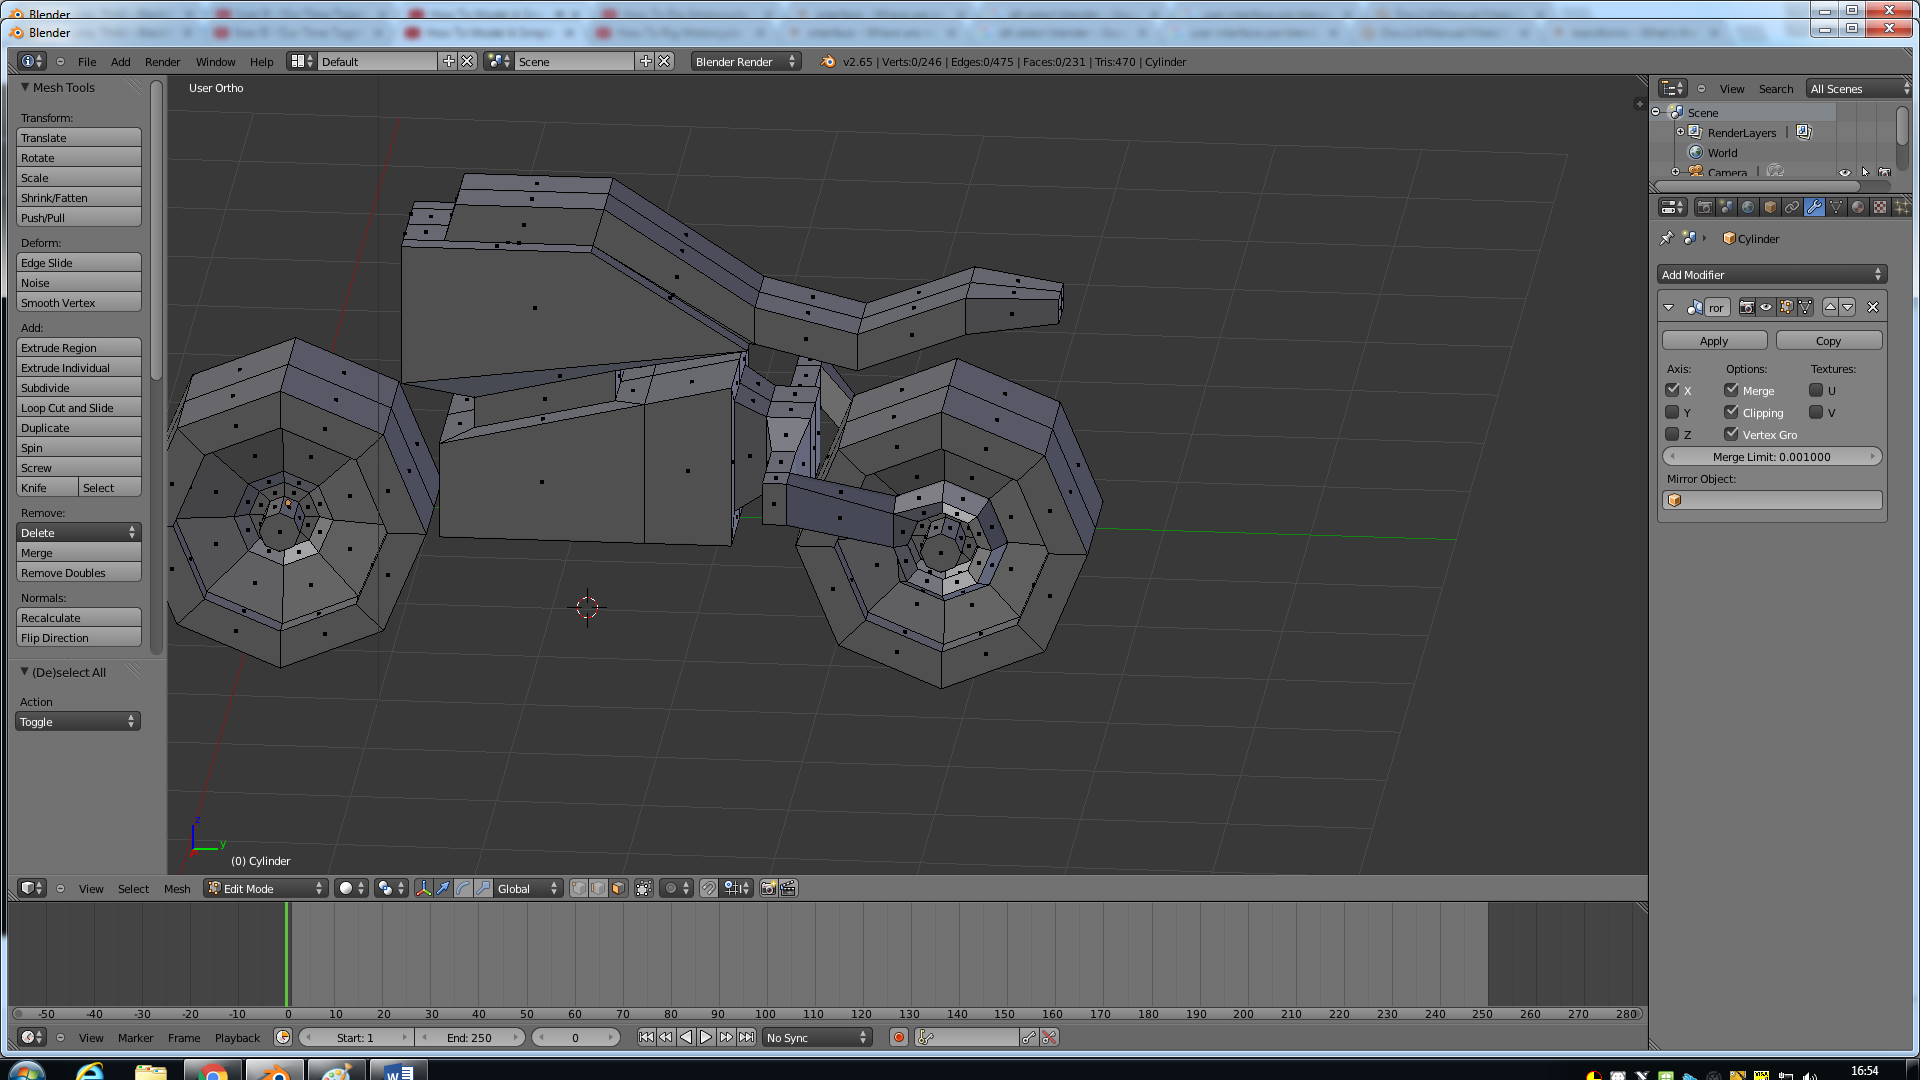 Blender
Blender
File Add Render Window Help Default Scene Blender Render v2.65 | Verts:0/246 | Edges:0/475 | Faces:0/231 | Tris:470 | Cylinder
Mesh Tools
Transform:
Translate
Rotate
Scale
Shrink/Fatten
Push/Pull
Deform:
Edge Slide
Noise
Smooth Vertex
Add:
Extrude Region
Extrude Individual
Subdivide
Loop Cut and Slide
Duplicate
Spin
Screw
Knife Select
Remove:
Delete
Merge
Remove Doubles
Normals:
Recalculate
Flip Direction
(De)select All
Action
Toggle
User Ortho
z
y
(0) Cylinder
View Select Mesh Edit Mode Global
-50 -40 -30 -20 -10 0 10 20 30 40 50 60 70 80 90 100 110 120 130 140 150 160 170 180 190 200 210 220 230 240 250 260 270 280
View Marker Frame Playback Start: 1 End: 250 0 No Sync
View Search All Scenes
Scene
RenderLayers
World
Camera
Cylinder
Add Modifier
ror
Apply Copy
Axis: Options: Textures:
X Merge U
Y Clipping V
Z Vertex Gro
Merge Limit: 0.001000
Mirror Object:
16:54